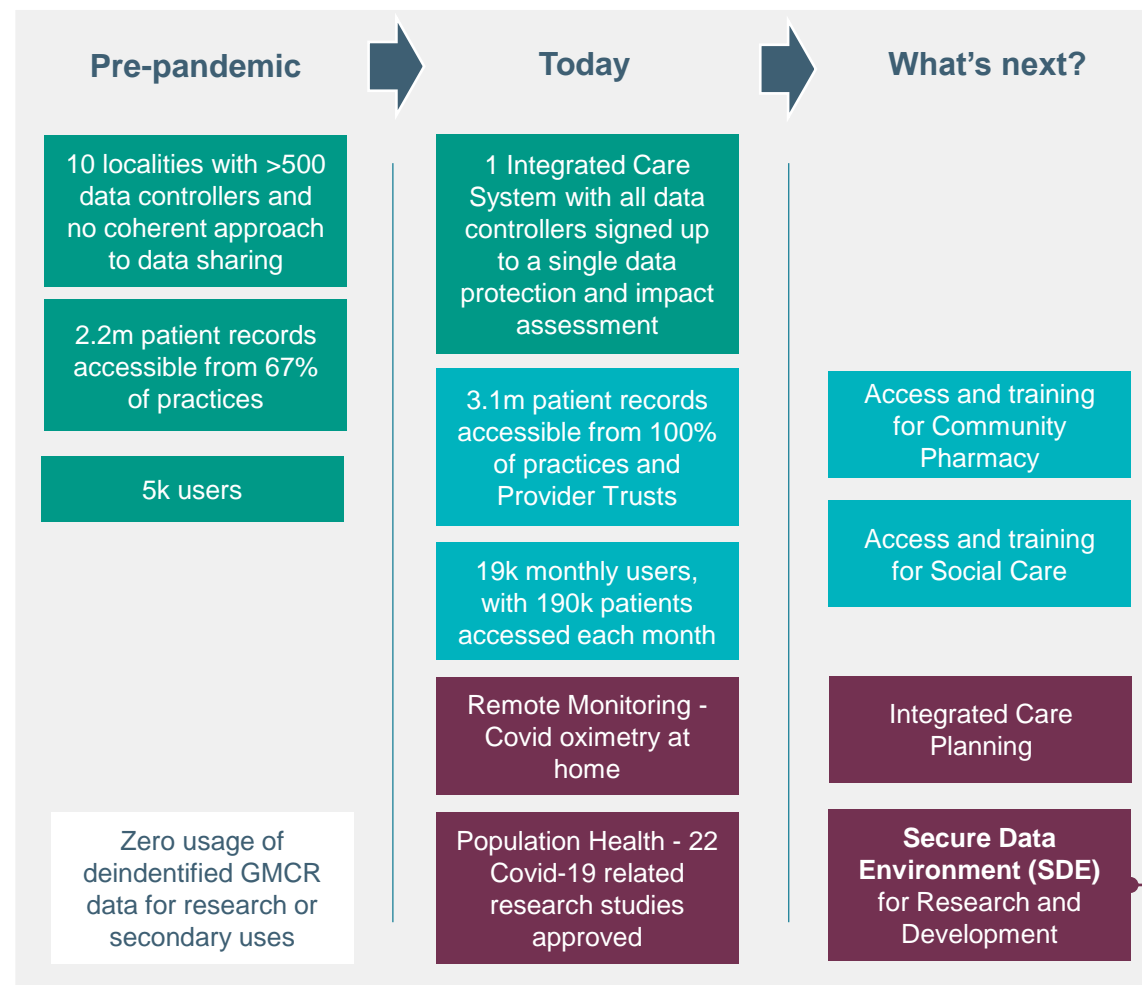 Pre-pandemic
Today
What's next?
10 localities with >500
data controllers and
no coherent approach
to data sharing
2.2m patient records
accessible from 67%
of practices
5k users
Zero usage of
deindentified GMCR
data for research or
secondary uses
1 Integrated Care
System with all data
controllers signed up
to a single data
protection and impact
assessment
3.1m patient records
accessible from 100%
of practices and
Provider Trusts
19k monthly users,
with 190k patients
accessed each month
Remote Monitoring -
Covid oximetry at
home
Population Health - 22
Covid-19 related
research studies
approved
Access and training
for Community
Pharmacy
Access and training
for Social Care
Integrated Care
Planning
Secure Data
Environment (SDE)
for Research and
Development